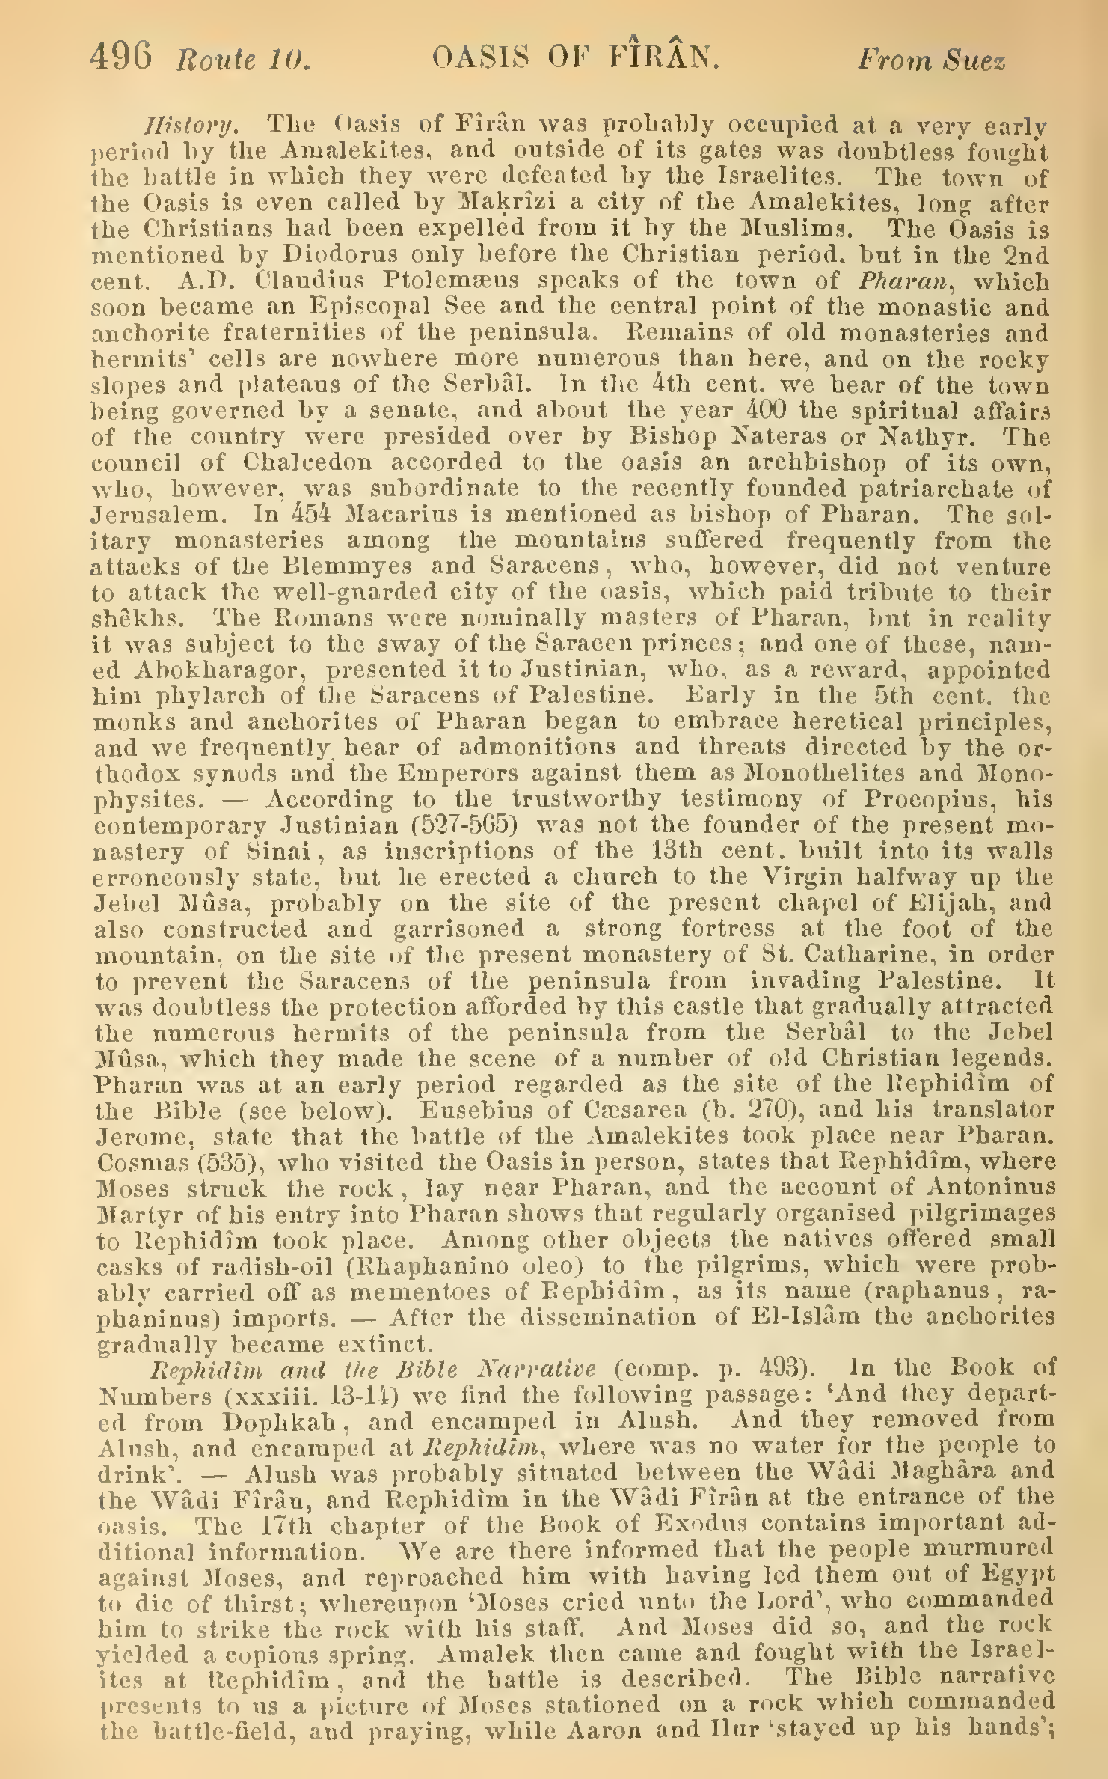 496 Route 10. OASIS OF FÎRÂN. From Suez
History. The Oasis of Fîrân was probably occupied at a very early
period by the Amalekites, and outside of its gates was doubtless fought
the battle in which they were defeated by the Israelites. The town of
the Oasis is even called by Maḳrîzi a city of the Amalekites, long after
the Christians had been expelled from it by the Muslims. The Oasis is
mentioned by Diodorus only before the Christian period, but in the 2nd
cent. A.D. Claudius Ptolemæus speaks of the town of Pharan, which
soon became an Episcopal See and the central point of the monastic and
anchorite fraternities of the peninsula. Remains of old monasteries and
hermits' cells are nowhere more numerous than here, and on the rocky
slopes and plateaus of the Serbâl. In the 4th cent. we hear of the town
being governed by a senate, and about the year 400 the spiritual affairs
of the country were presided over by Bishop Nateras or Nathyr. The
council of Chalcedon accorded to the oasis an archbishop of its own,
who, however, was subordinate to the recently founded patriarchate of
Jerusalem. In 454 Macarius is mentioned as bishop of Pharan. The sol-
itary monasteries among the mountains suffered frequently from the
attacks of the Blemmyes and Saracens, who, however, did not venture
to attack the well-guarded city of the oasis, which paid tribute to their
shêkhs. The Romans were nominally masters of Pharan, but in reality
it was subject to the sway of the Saracen princes; and one of these, nam-
ed Abokharagor, presented it to Justinian, who, as a reward, appointed
him phylarch of the Saracens of Palestine. Early in the 5th cent. the
monks and anchorites of Pharan began to embrace heretical principles,
and we frequently hear of admonitions and threats directed by the or-
thodox synods and the Emperors against them as Monothelites and Mono-
physites. — According to the trustworthy testimony of Procopius, his
contemporary Justinian (527-565) was not the founder of the present mo-
nastery of Sinai, as inscriptions of the 13th cent. built into its walls
erroneously state, but he erected a church to the Virgin halfway up the
Jebel Mûsa, probably on the site of the present chapel of Elijah, and
also constructed and garrisoned a strong fortress at the foot of the
mountain, on the site of the present monastery of St. Catharine, in order
to prevent the Saracens of the peninsula from invading Palestine. It
was doubtless the protection afforded by this castle that gradually attracted
the numerous hermits of the peninsula from the Serbâl to the Jebel
Mûsa, which they made the scene of a number of old Christian legends.
Pharan was at an early period regarded as the site of the Rephidîm of
the Bible (see below). Eusebius of Cæsarea (b. 270), and his translator
Jerome, state that the battle of the Amalekites took place near Pharan.
Cosmas (535), who visited the Oasis in person, states that Rephidîm, where
Moses struck the rock, lay near Pharan, and the account of Antoninus
Martyr of his entry into Pharan shows that regularly organised pilgrimages
to Rephidîm took place. Among other objects the natives offered small
casks of radish-oil (Rhaphanino oleo) to the pilgrims, which were prob-
ably carried off as mementoes of Rephidîm, as its name (raphanus, ra-
phaninus) imports. — After the dissemination of El-Islâm the anchorites
gradually became extinct.
Rephidîm and the Bible Narrative (comp. p. 493). In the Book of
Numbers (xxxiii. 13-14) we find the following passage: 'And they depart-
ed from Dophkah, and encamped in Alush. And they removed from
Alush, and encamped at Rephidim, where was no water for the people to
drink'. — Alush was probably situated between the Wâdi Maghâra and
the Wâdi Fîrân, and Rephidîm in the Wâdi Fîrân at the entrance of the
oasis. The 17th chapter of the Book of Exodus contains important ad-
ditional information. We are there informed that the people murmured
against Moses, and reproached him with having led them out of Egypt
to die of thirst; whereupon 'Moses cried unto the Lord', who commanded
him to strike the rock with his staff. And Moses did so, and the rock
yielded a copious spring. Amalek then came and fought with the Israel-
ites at Rephidîm, and the battle is described. The Bible narrative
presents to us a picture of Moses stationed on a rock which commanded
the battle-field, and praying, while Aaron and Hur 'stayed up his hands';